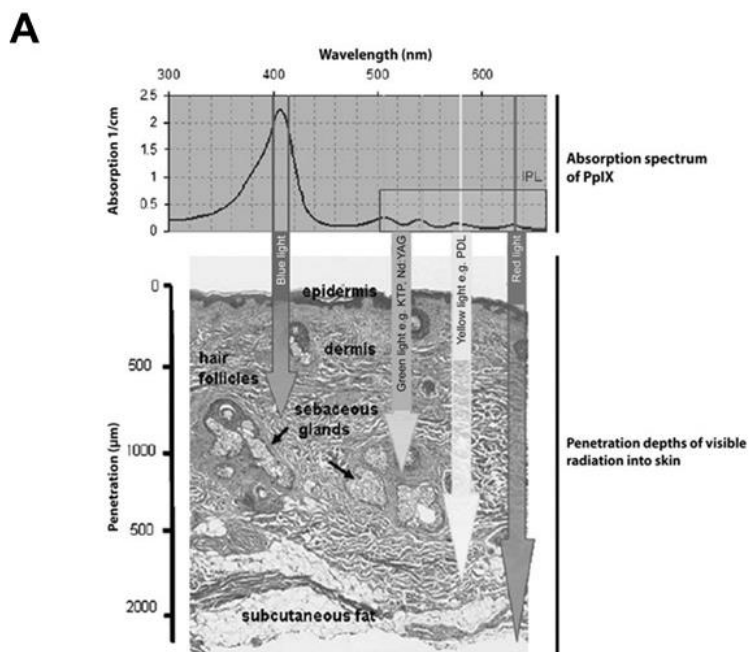 A
Wavelength (nm)
300 400 500 600
2.5
2
1.5
1
0.5
0
Absorption 1/cm
IPL
Absorption spectrum
of PpIX
Blue light
Green light e.g. KTP, Nd:YAG
Yellow light e.g. PDL
Red light
0
500
1000
500
2000
Penetration (µm)
epidermis
dermis
hair
follicies
sebaceous
glands
subcutaneous fat
Penetration depths of visible
radiation into skin